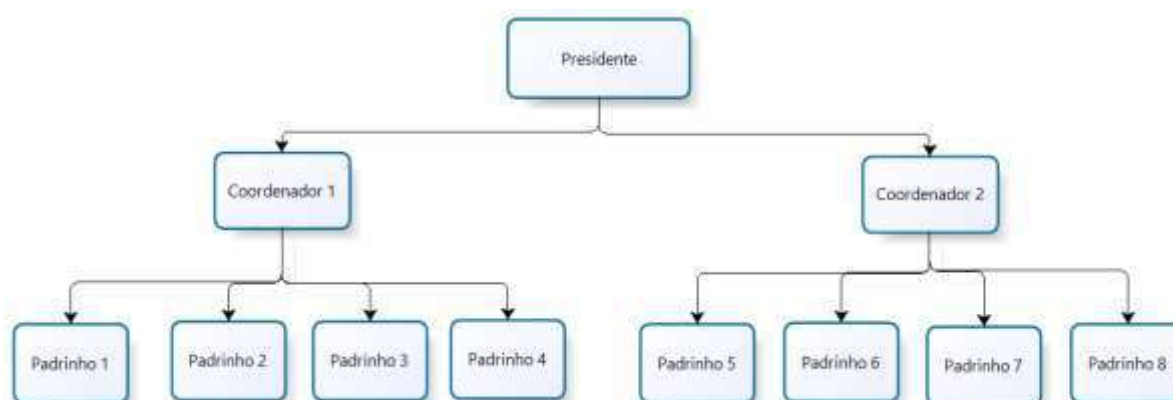 Presidente
Coordenador 1
Coordenador 2
Padrinho 1
Padrinho 2
Padrinho 3
Padrinho 4
Padrinho 5
Padrinho 6
Padrinho 7
Padrinho 8